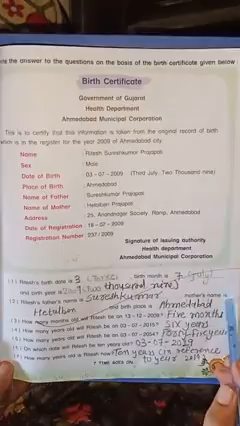 the answer to the questions on the basis of the birth certificate given below
Birth Certificate
Government of Gujarat
Health Department
Ahmedabad Municipal Corporation
This is to certify that this information is taken from the original record of birth
which is in the register for the year 2009 of Ahmedabad city.
Name : Ritesh Sureshkumar Prajapati
Sex : Male
Date of Birth : 03 - 07 - 2009 (Third July, Two Thousand nine)
Place of Birth : Ahmedabad
Name of Father : Sureshkumar Prajapati
Name of Mother : Hetalben Prajapati
Address : 25, Anandnagar Society, Ranip, Ahmedabad
Date of Registration : 18 - 07 - 2009
Registration Number : 237 / 2009
Signature of issuing authority
Health department
Ahmedabad Municipal Corporation
(1) Ritesh's birth date is 3 (Three), birth month is 7 (July)
and birth year is 2009 (Two thousand nine)
(2) Ritesh's father's name is Sureshkumar mother's name is
Hetalben and birth place is Ahmedabad
(3) How many months old will Ritesh be on 13 - 12 - 2009? Five months
(4) How many years old will Ritesh be on 03 - 07 - 2015? Six years
(5) How many years old will Ritesh be on 03 - 07 - 2054? Forty-five years
(6) On which date will Ritesh be ten years old? 03-07-2019
(7) How many years old is Ritesh now? Ten years (in reference
to year 2019)